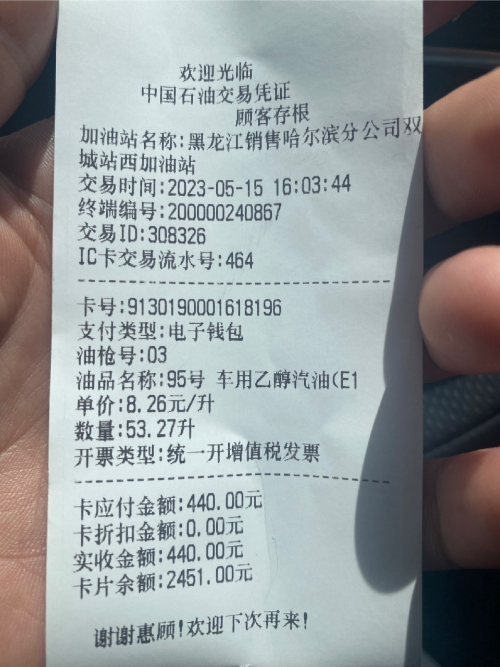 欢迎光临
中国石油交易凭证
顾客存根
加油站名称:黑龙江销售哈尔滨分公司双
城站西加油站
交易时间:2023-05-15 16:03:44
终端编号:200000240867
交易ID:308326
IC卡交易流水号:464
卡号:9130190001618196
支付类型:电子钱包
油枪号:03
油品名称:95号 车用乙醇汽油(E1
单价:8.26元/升
数量:53.27升
开票类型:统一开增值税发票
卡应付金额:440.00元
卡折扣金额:0.00元
实收金额:440.00元
卡片余额:2451.00元
谢谢惠顾!欢迎下次再来!